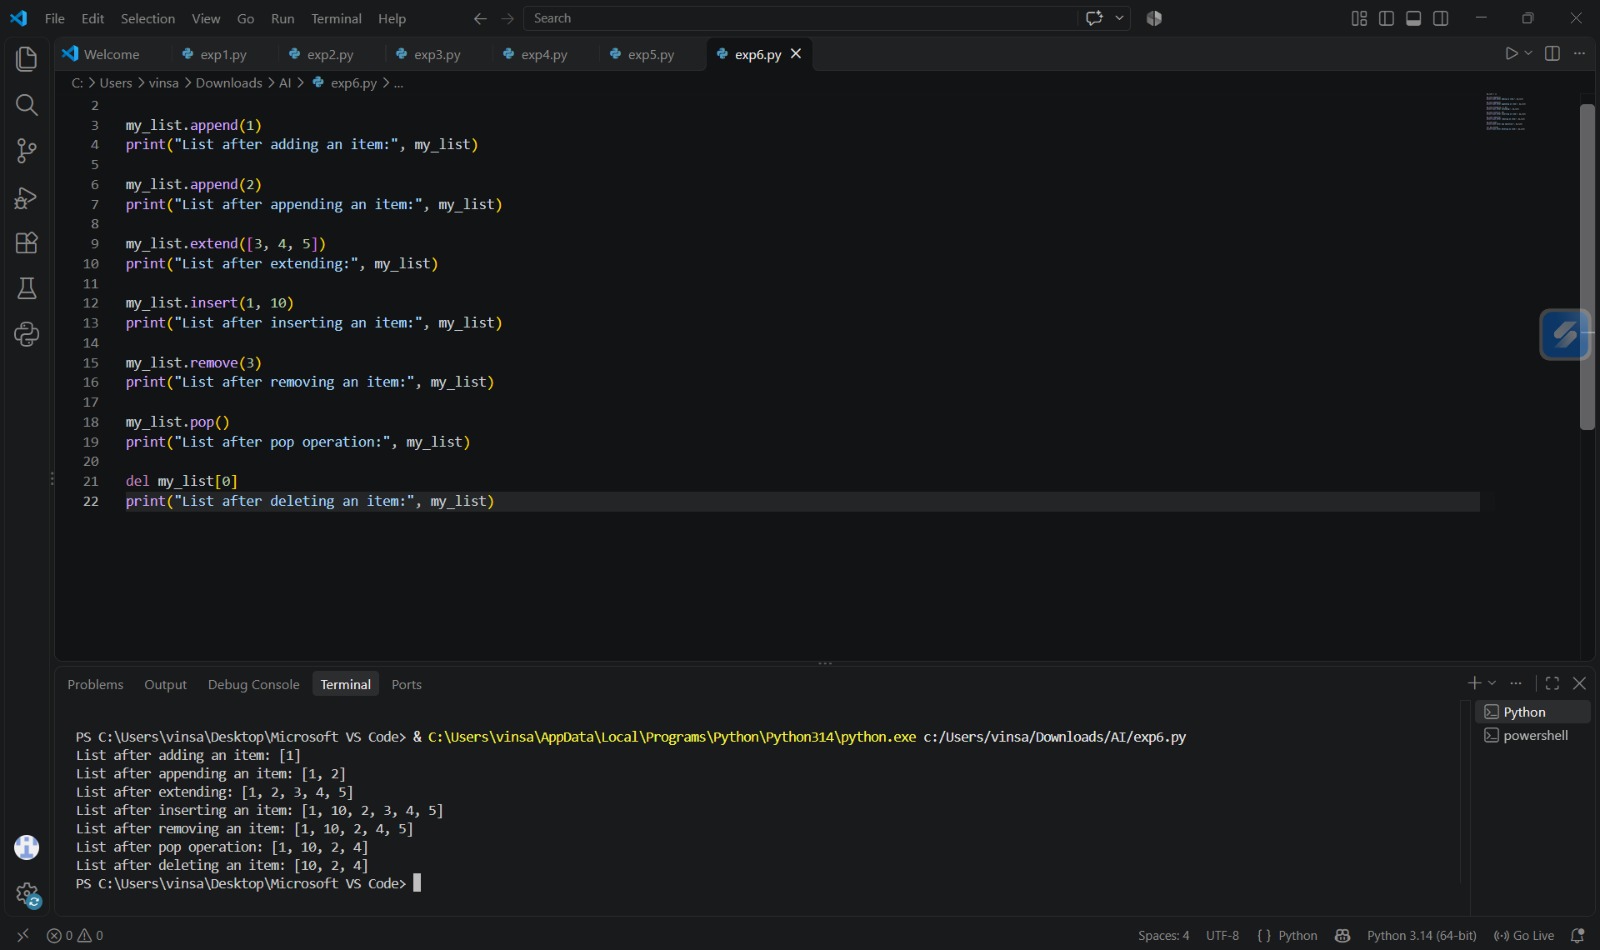 File Edit Selection View Go Run Terminal Help Search
Welcome exp1.py exp2.py exp3.py exp4.py exp5.py exp6.py
C: > Users > vinsa > Downloads > AI > exp6.py > ...
2
3 my_list.append(1)
4 print("List after adding an item:", my_list)
5
6 my_list.append(2)
7 print("List after appending an item:", my_list)
8
9 my_list.extend([3, 4, 5])
10 print("List after extending:", my_list)
11
12 my_list.insert(1, 10)
13 print("List after inserting an item:", my_list)
14
15 my_list.remove(3)
16 print("List after removing an item:", my_list)
17
18 my_list.pop()
19 print("List after pop operation:", my_list)
20
21 del my_list[0]
22 print("List after deleting an item:", my_list)
Problems Output Debug Console Terminal Ports
Python
powershell
PS C:\Users\vinsa\Desktop\Microsoft VS Code> & C:\Users\vinsa\AppData\Local\Programs\Python\Python314\python.exe c:/Users/vinsa/Downloads/AI/exp6.py
List after adding an item: [1]
List after appending an item: [1, 2]
List after extending: [1, 2, 3, 4, 5]
List after inserting an item: [1, 10, 2, 3, 4, 5]
List after removing an item: [1, 10, 2, 4, 5]
List after pop operation: [1, 10, 2, 4]
List after deleting an item: [10, 2, 4]
PS C:\Users\vinsa\Desktop\Microsoft VS Code>
0 0 Spaces: 4 UTF-8 { } Python Python 3.14 (64-bit) Go Live